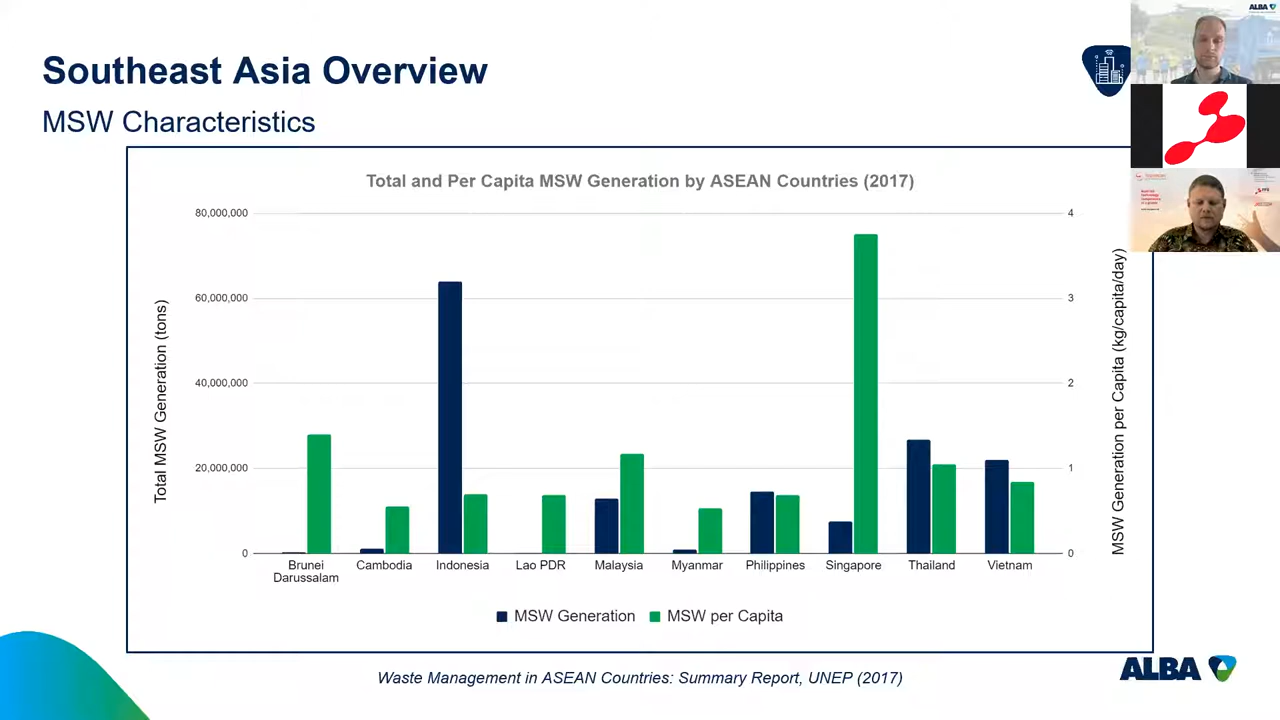 Southeast Asia Overview
MSW Characteristics
Total and Per Capita MSW Generation by ASEAN Countries (2017)
Total MSW Generation (tons)
80,000,000
60,000,000
40,000,000
20,000,000
0
4
3
2
1
0
MSW Generation per Capita (kg/capita/day)
Brunei
Darussalam
Cambodia
Indonesia
Lao PDR
Malaysia
Myanmar
Philippines
Singapore
Thailand
Vietnam
MSW Generation
MSW per Capita
Waste Management in ASEAN Countries: Summary Report, UNEP (2017)
ALBA
ALBA